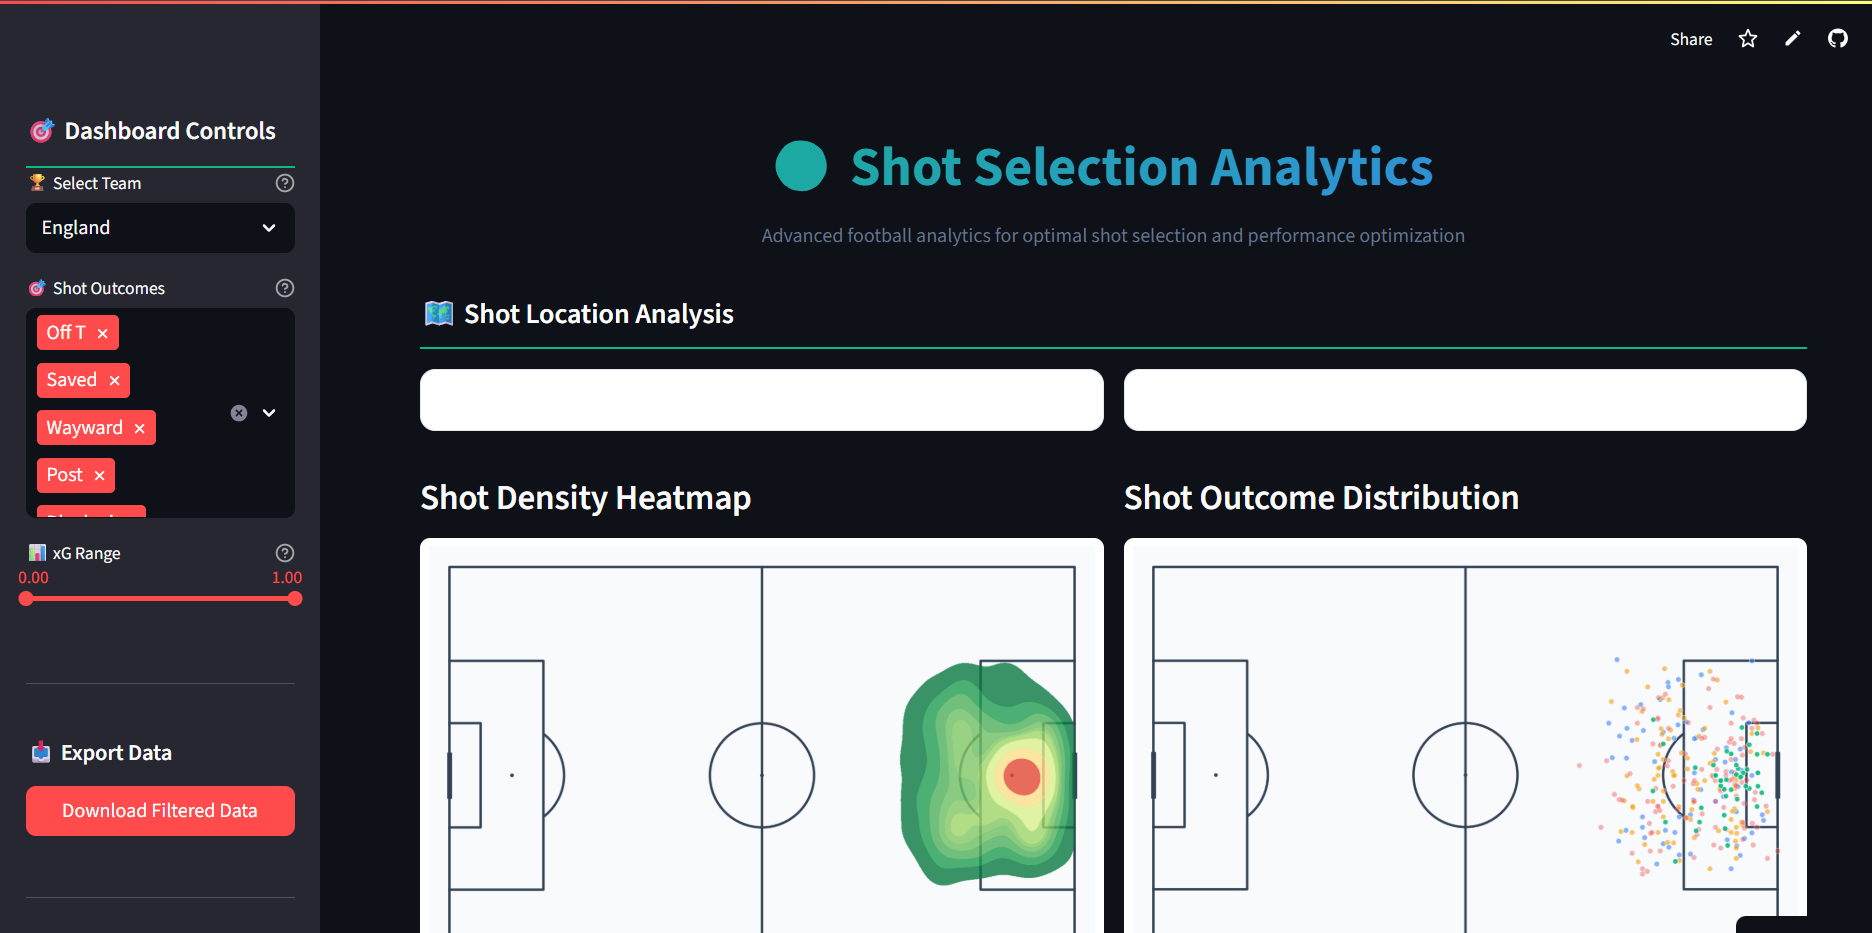 Share
Dashboard Controls
Select Team
England
Shot Outcomes
Off T
Saved
Wayward
Post
xG Range
0.00 1.00
Export Data
Download Filtered Data
Shot Selection Analytics
Advanced football analytics for optimal shot selection and performance optimization
Shot Location Analysis
Shot Density Heatmap
Shot Outcome Distribution